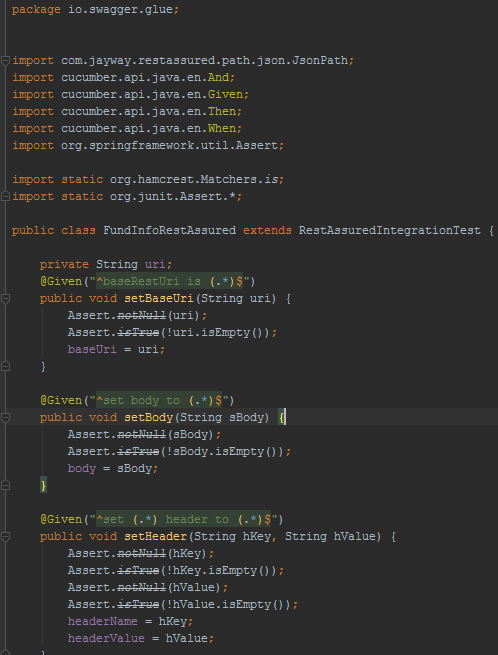 package io.swagger.glue;
import com.jayway.restassured.path.json.JsonPath;
import cucumber.api.java.en.And;
import cucumber.api.java.en.Given;
import cucumber.api.java.en.Then;
import cucumber.api.java.en.When;
import org.springframework.util.Assert;
import static org.hamcrest.Matchers.is;
import static org.junit.Assert.*;
public class FundInfoRestAssured extends RestAssuredIntegrationTest {
private String uri;
@Given("^baseRestUri is (.*)$")
public void setBaseUri(String uri) {
Assert.notNull(uri);
Assert.isTrue(!uri.isEmpty());
baseUri = uri;
}
@Given("^set body to (.*)$")
public void setBody(String sBody) {
Assert.notNull(sBody);
Assert.isTrue(!sBody.isEmpty());
body = sBody;
}
@Given("^set (.*) header to (.*)$")
public void setHeader(String hKey, String hValue) {
Assert.notNull(hKey);
Assert.isTrue(!hKey.isEmpty());
Assert.notNull(hValue);
Assert.isTrue(!hValue.isEmpty());
headerName = hKey;
headerValue = hValue;